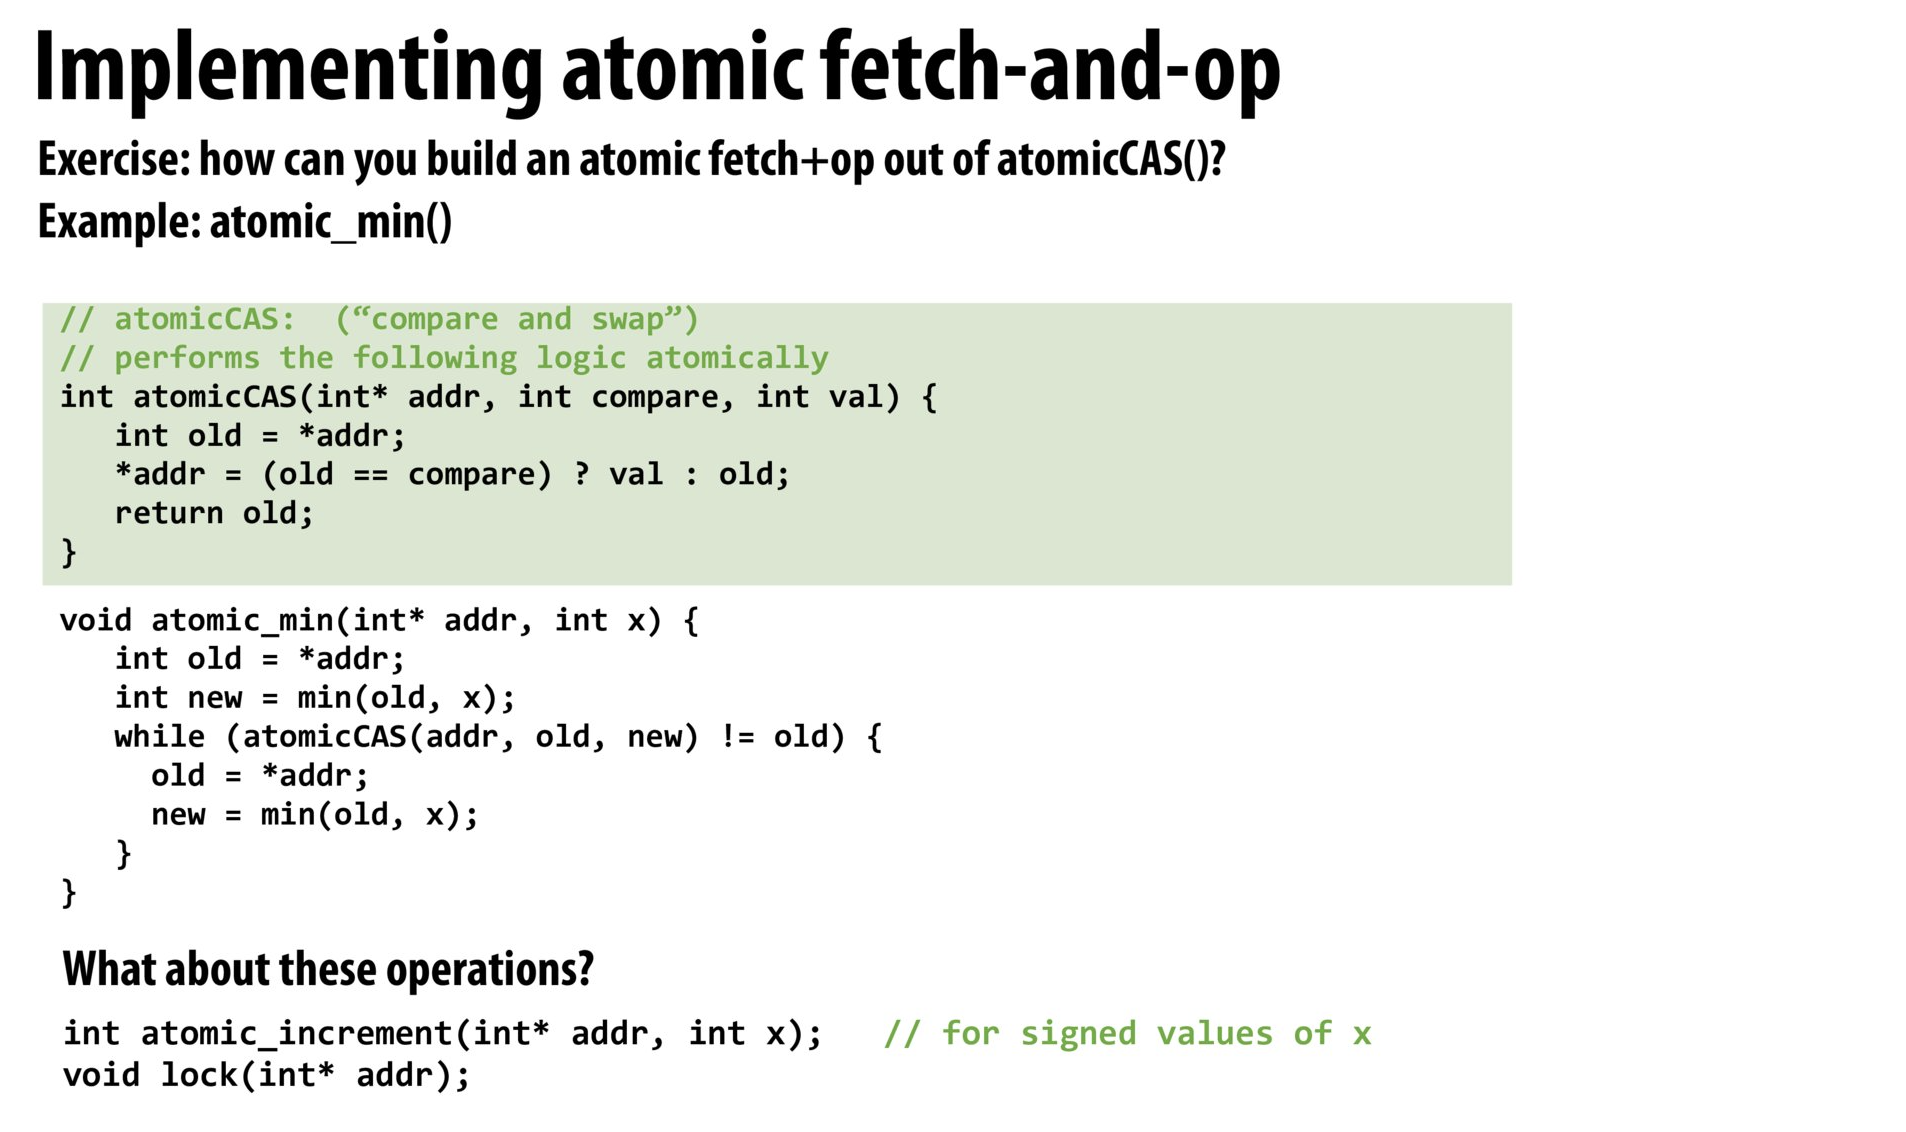 Implementing atomic fetch-and-op
Exercise: how can you build an atomic fetch+op out of atomicCAS()?
Example: atomic_min()
// atomicCAS:  (“compare and swap”)
// performs the following logic atomically
int atomicCAS(int* addr, int compare, int val) {
   int old = *addr;
   *addr = (old == compare) ? val : old;
   return old;
}
void atomic_min(int* addr, int x) {
   int old = *addr;
   int new = min(old, x);
   while (atomicCAS(addr, old, new) != old) {
     old = *addr;
     new = min(old, x);
   }
}
What about these operations?
int atomic_increment(int* addr, int x);   // for signed values of x
void lock(int* addr);